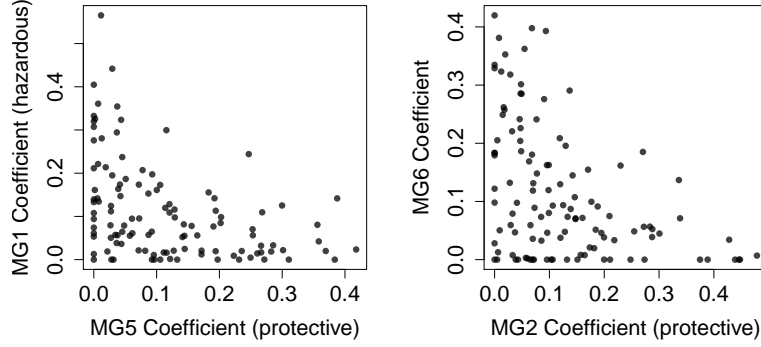 MG1 Coefficient (hazardous)
0.0 0.2 0.4
0.0 0.1 0.2 0.3 0.4
MG5 Coefficient (protective)
MG6 Coefficient
0.0 0.1 0.2 0.3 0.4
0.0 0.1 0.2 0.3 0.4
MG2 Coefficient (protective)